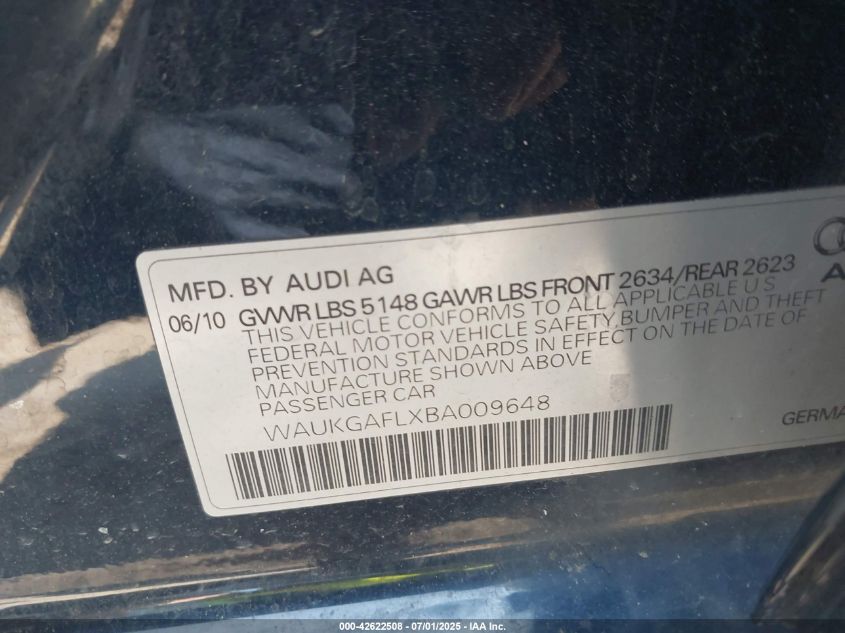 MFD. BY AUDI AG
06/10 GVWR LBS 5148 GAWR LBS FRONT 2634/REAR 2623
THIS VEHICLE CONFORMS TO ALL APPLICABLE U S
FEDERAL MOTOR VEHICLE SAFETY, BUMPER AND THEFT
PREVENTION STANDARDS IN EFFECT ON THE DATE OF
MANUFACTURE SHOWN ABOVE
PASSENGER CAR
WAUKGAFLXBA009648
GERMA
000-42622508 - 07/01/2025 - IAA Inc.